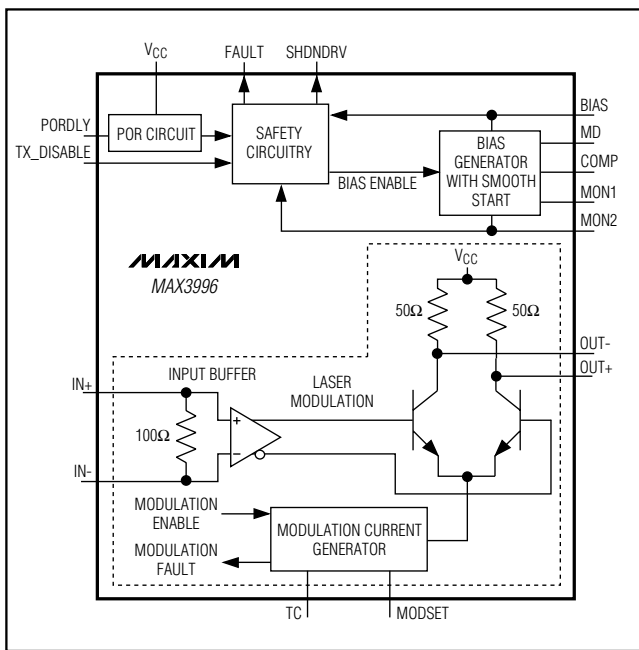 FAULT SHDNDRV
VCC
PORDLY
POR CIRCUIT
TX_DISABLE
SAFETY
CIRCUITRY
BIAS ENABLE
BIAS
GENERATOR
WITH SMOOTH
START
BIAS
MD
COMP
MON1
MON2
MAXIM
MAX3996
VCC
50Ω 50Ω
OUT-
OUT+
IN+
INPUT BUFFER
LASER
MODULATION
100Ω
+
−
IN-
MODULATION
ENABLE
MODULATION
FAULT
MODULATION CURRENT
GENERATOR
TC MODSET